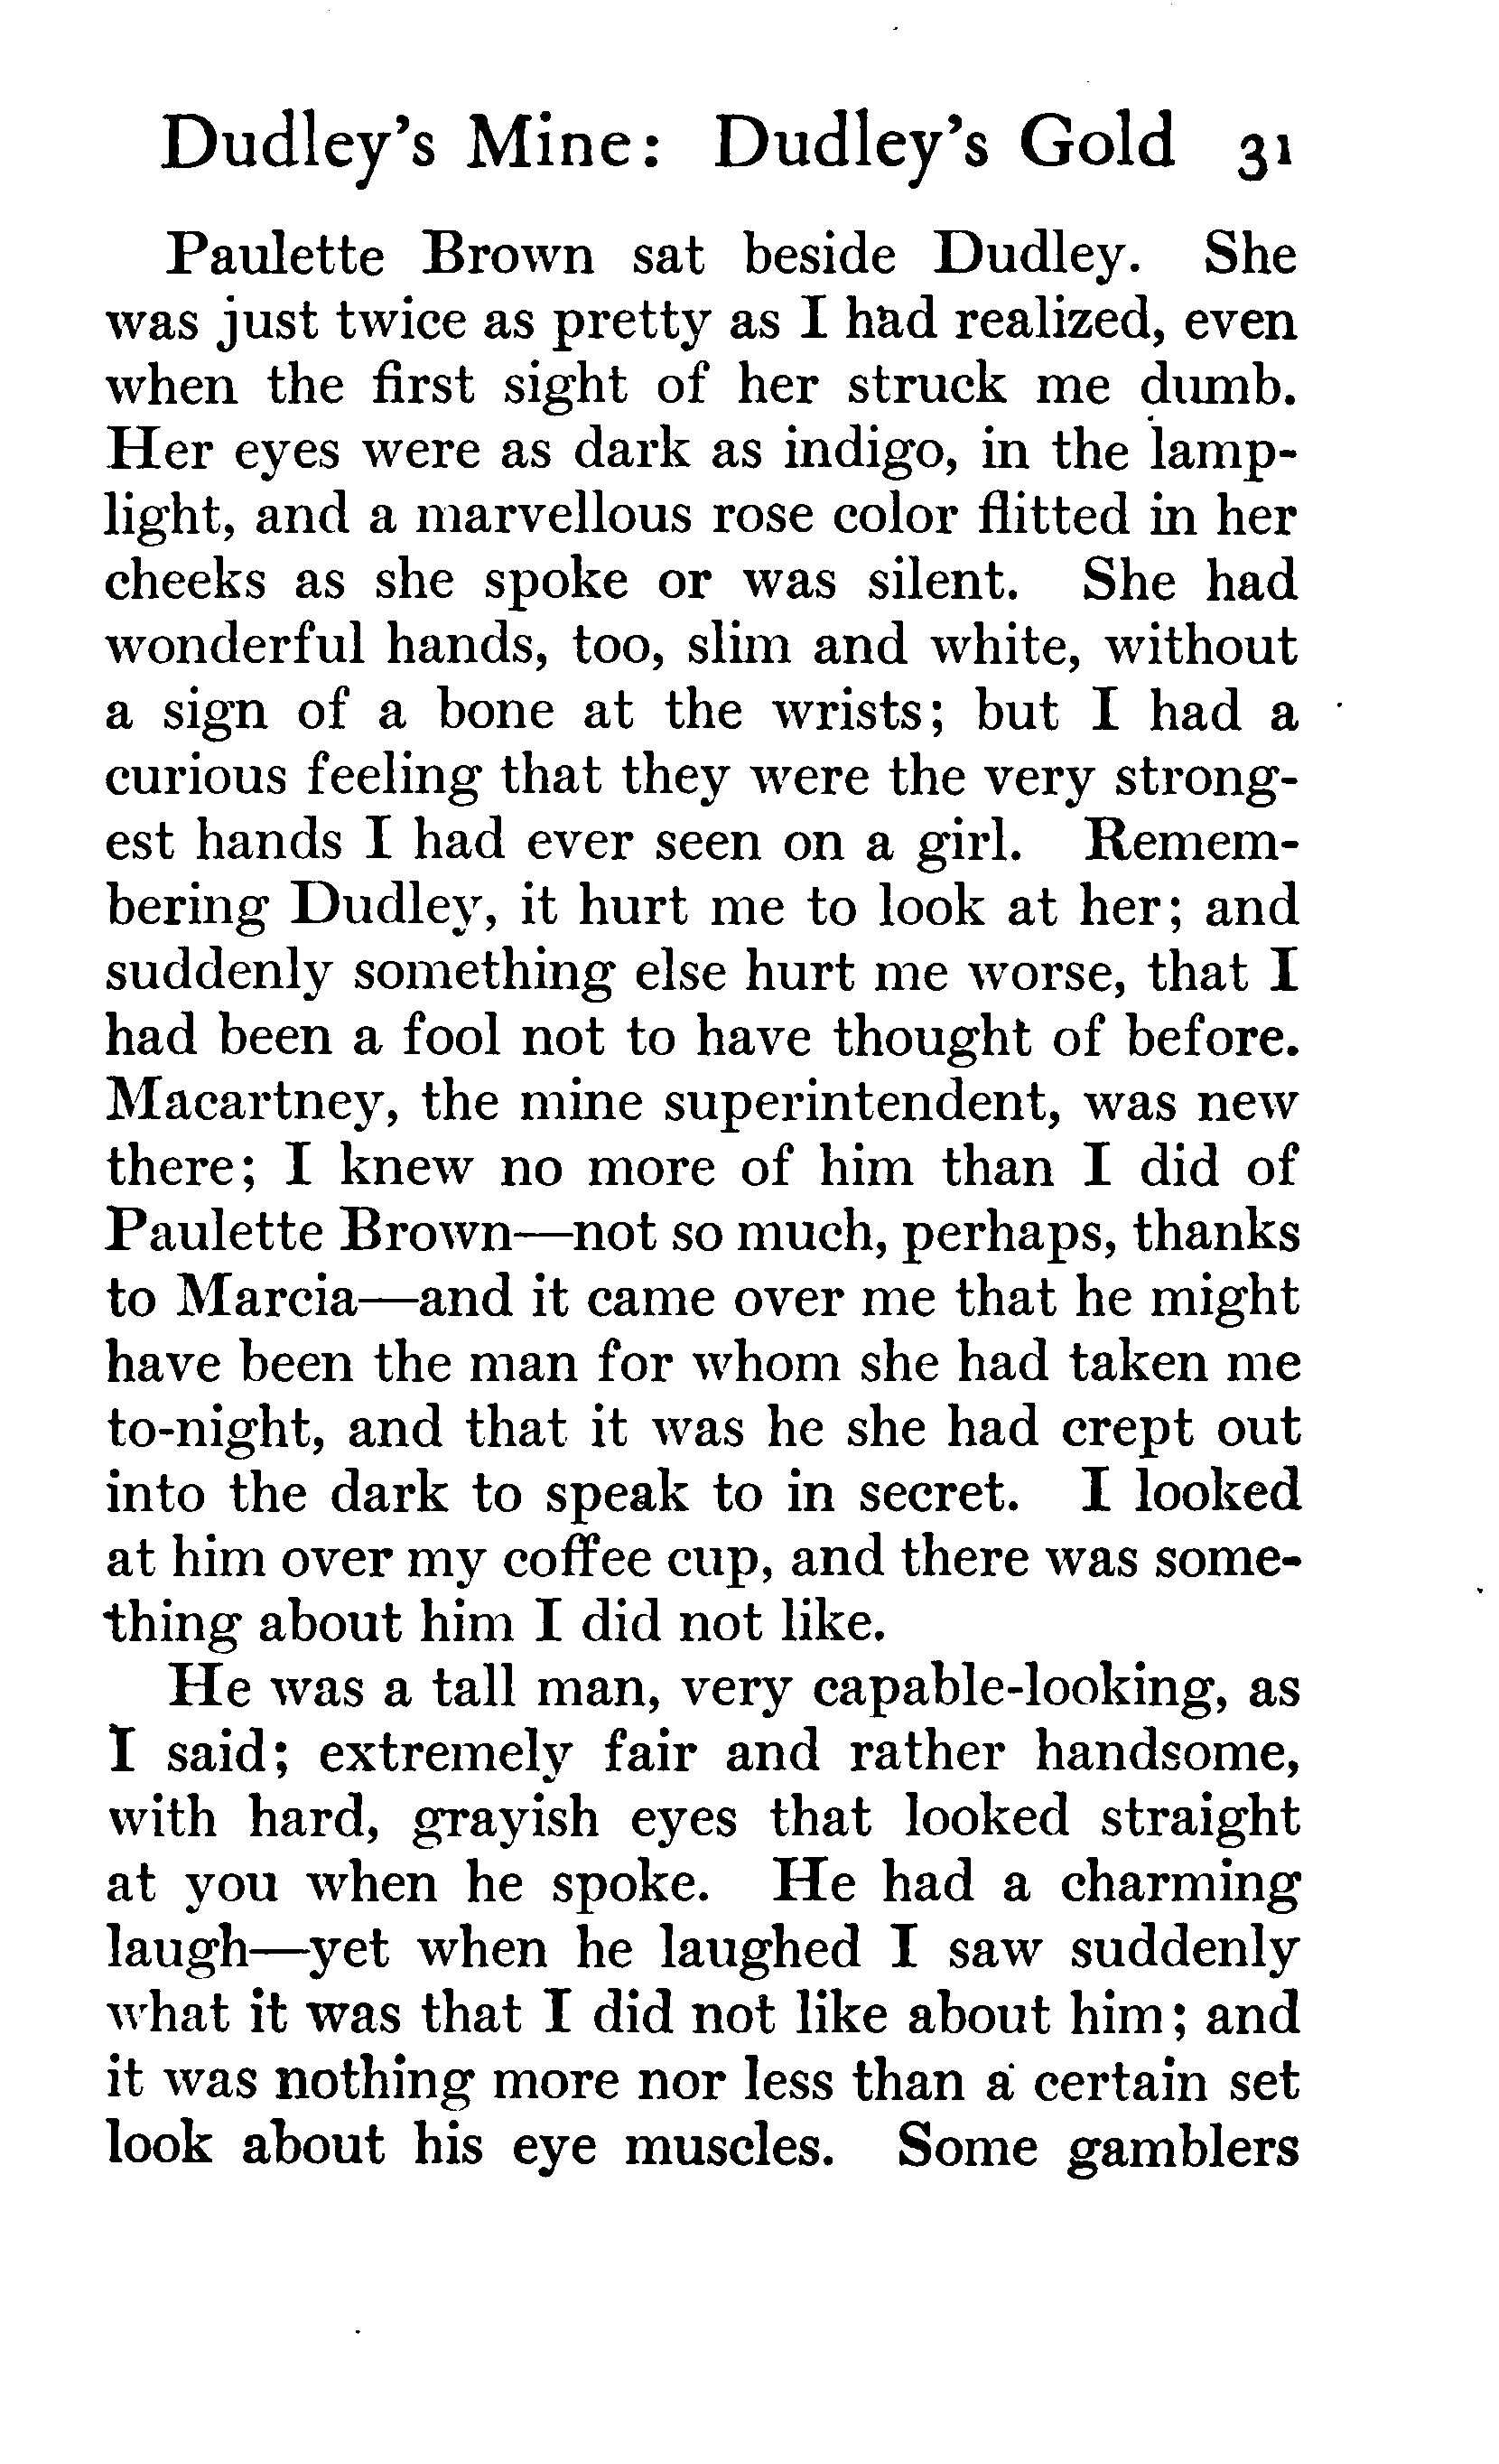 Dudley's Mine: Dudley's Gold 31
Paulette Brown sat beside Dudley. She
was just twice as pretty as I had realized, even
when the first sight of her struck me dumb.
Her eyes were as dark as indigo, in the lamp-
light, and a marvellous rose color flitted in her
cheeks as she spoke or was silent. She had
wonderful hands, too, slim and white, without
a sign of a bone at the wrists; but I had a
curious feeling that they were the very strong-
est hands I had ever seen on a girl. Remem-
bering Dudley, it hurt me to look at her; and
suddenly something else hurt me worse, that I
had been a fool not to have thought of before.
Macartney, the mine superintendent, was new
there; I knew no more of him than I did of
Paulette Brown—not so much, perhaps, thanks
to Marcia—and it came over me that he might
have been the man for whom she had taken me
to-night, and that it was he she had crept out
into the dark to speak to in secret. I looked
at him over my coffee cup, and there was some-
thing about him I did not like.
He was a tall man, very capable-looking, as
I said; extremely fair and rather handsome,
with hard, grayish eyes that looked straight
at you when he spoke. He had a charming
laugh—yet when he laughed I saw suddenly
what it was that I did not like about him; and
it was nothing more nor less than a certain set
look about his eye muscles. Some gamblers